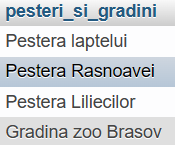 pesteri_si_gradini
Pestera laptelui
Pestera Rasnoavei
Pestera Liliecilor
Gradina zoo Brasov